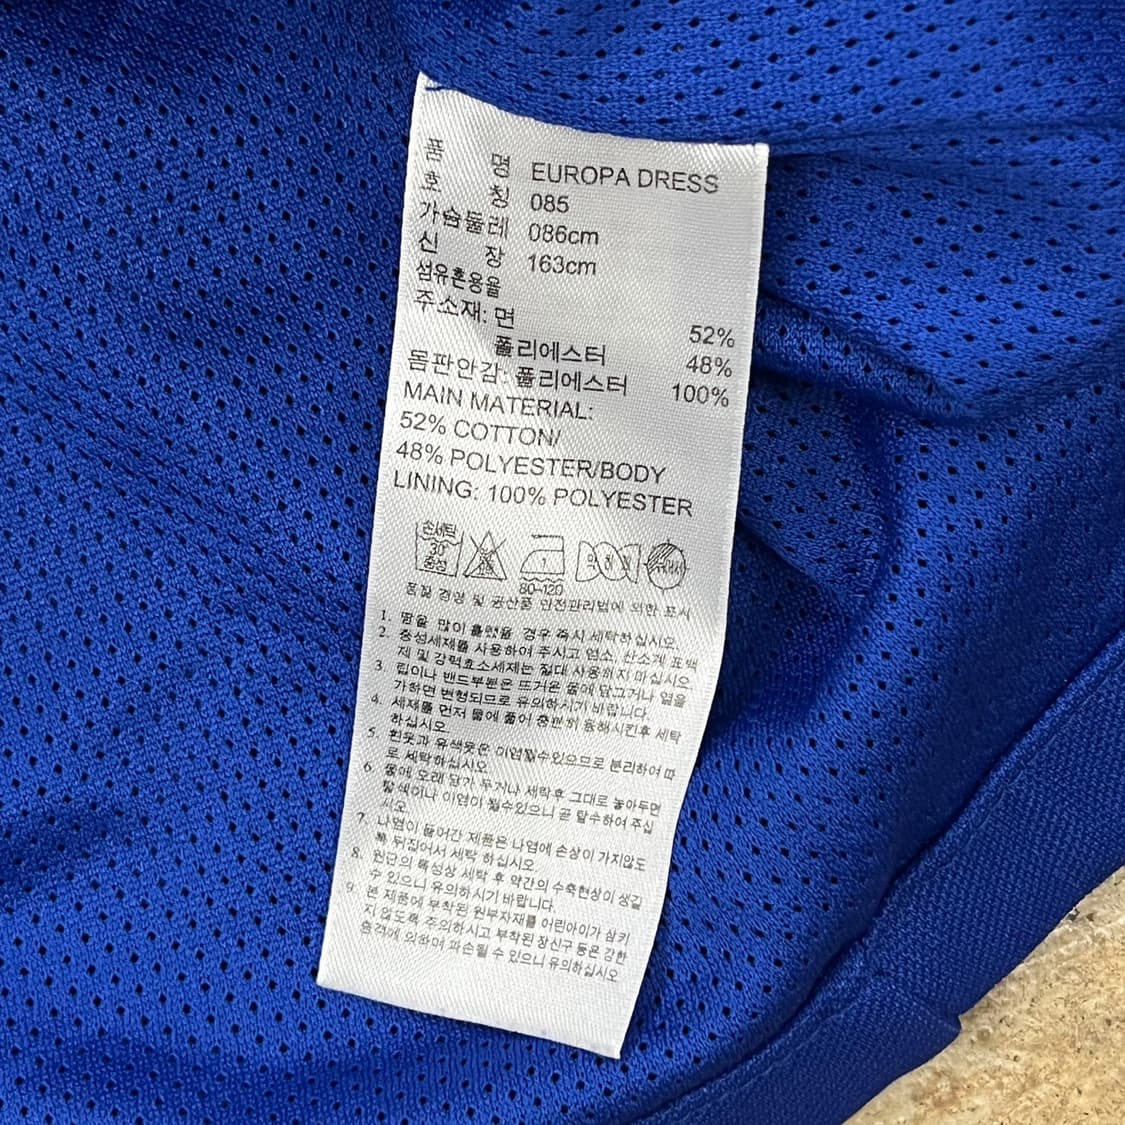 품 명 EUROPA DRESS
호 칭 085
가슴둘레 086cm
신 장 163cm
섬유혼용율
주소재: 면 52%
폴리에스터 48%
몸판안감: 폴리에스터 100%
MAIN MATERIAL:
52% COTTON/
48% POLYESTER/BODY
LINING: 100% POLYESTER
손세탁
30°
중성
80~120
품질 경영 및 공산품 안전관리법에 의한 표시
1. 땀을 많이 흘렸을 경우 즉시 세탁하십시오.
2. 중성세제를 사용하여 주시고 염소, 산소계 표백
제 및 강력효소세제는 절대 사용하지 마십시오.
3. 립이나 밴드부분은 뜨거운 물에 담그거나 열을
가하면 변형되므로 유의하시기 바랍니다.
4. 세제를 먼저 물에 풀어 충분히 용해시킨후 세탁
하십시오.
5. 흰옷과 유색옷은 이염될수있으므로 분리하여 따
로 세탁하십시오.
6. 물에 오래 담가 두거나 세탁후 그대로 놓아두면
탈색이나 이염이 될수있으니 곧 탈수하여 주십
시오.
7. 나염이 들어간 제품은 나염에 손상이 가지않도
록 뒤집어서 세탁 하십시오.
8. 원단의 특성상 세탁 후 약간의 수축현상이 생길
수 있으니 유의하시기 바랍니다.
9. 본 제품에 부착된 원부자재를 어린아이가 삼키
지 않도록 주의하시고 부착된 장신구 등은 강한
충격에 의하여 파손될 수 있으니 유의하십시오.